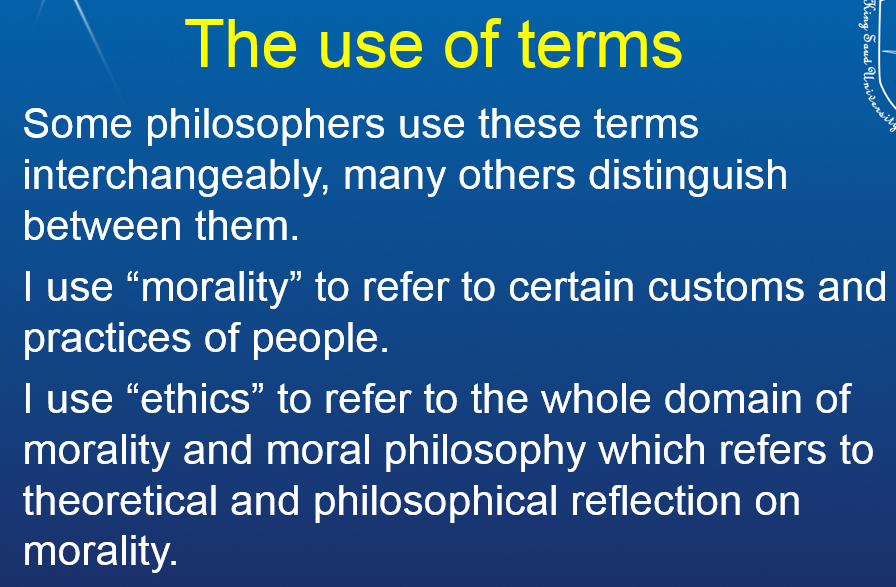 The use of terms
King Saud University
Some philosophers use these terms
interchangeably, many others distinguish
between them.
I use “morality” to refer to certain customs and
practices of people.
I use “ethics” to refer to the whole domain of
morality and moral philosophy which refers to
theoretical and philosophical reflection on
morality.